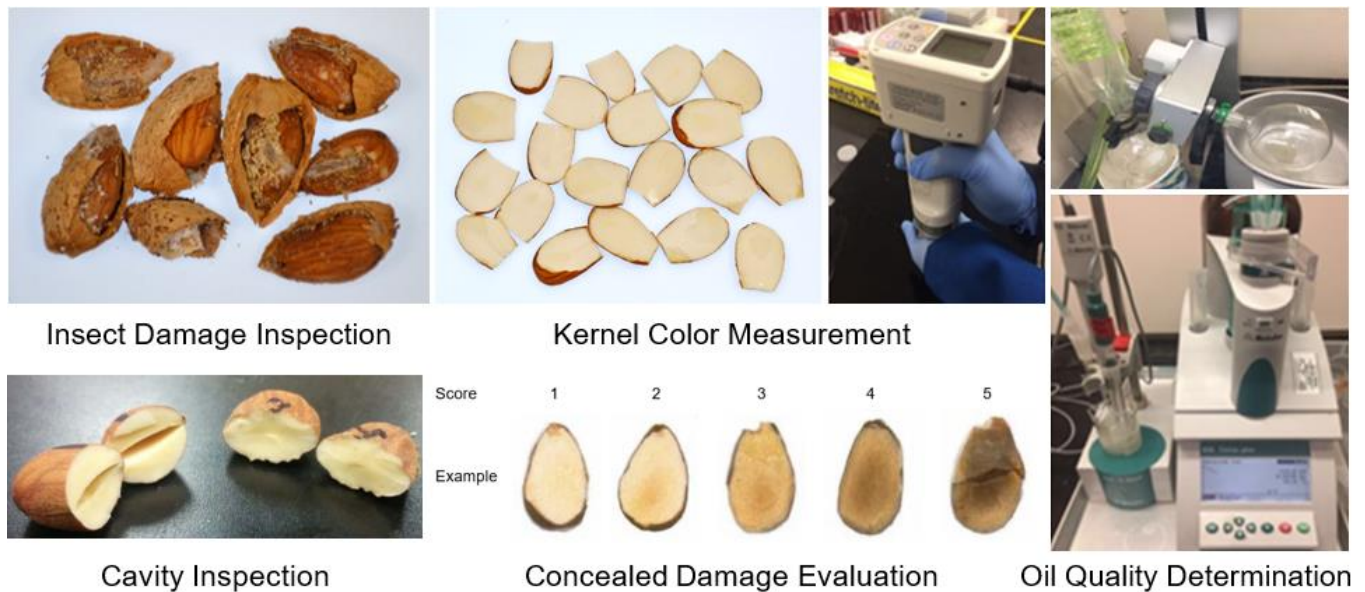 Insect Damage Inspection
Kernel Color Measurement
Score 1 2 3 4 5
Example
Cavity Inspection
Concealed Damage Evaluation
Oil Quality Determination